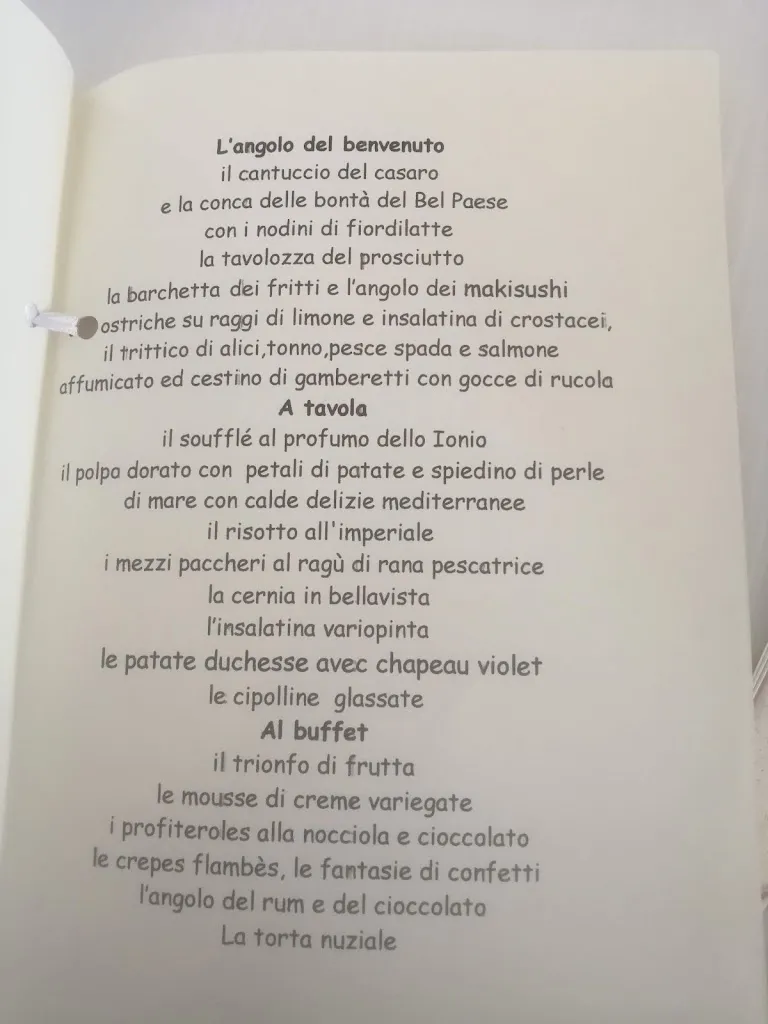 L'angolo del benvenuto
il cantuccio del casaro
e la conca delle bontà del Bel Paese
con i nodini di fiordilatte
la tavolozza del prosciutto
la barchetta dei fritti e l'angolo dei makisushi
ostriche su raggi di limone e insalatina di crostacei,
il trittico di alici,tonno,pesce spada e salmone
affumicato ed cestino di gamberetti con gocce di rucola
A tavola
il soufflé al profumo dello Ionio
il polpo dorato con petali di patate e spiedino di perle
di mare con calde delizie mediterranee
il risotto all'imperiale
i mezzi paccheri al ragù di rana pescatrice
la cernia in bellavista
l'insalatina variopinta
le patate duchesse avec chapeau violet
le cipolline glassate
Al buffet
il trionfo di frutta
le mousse di creme variegate
i profiteroles alla nocciola e cioccolato
le crepes flambès, le fantasie di confetti
l'angolo del rum e del cioccolato
La torta nuziale